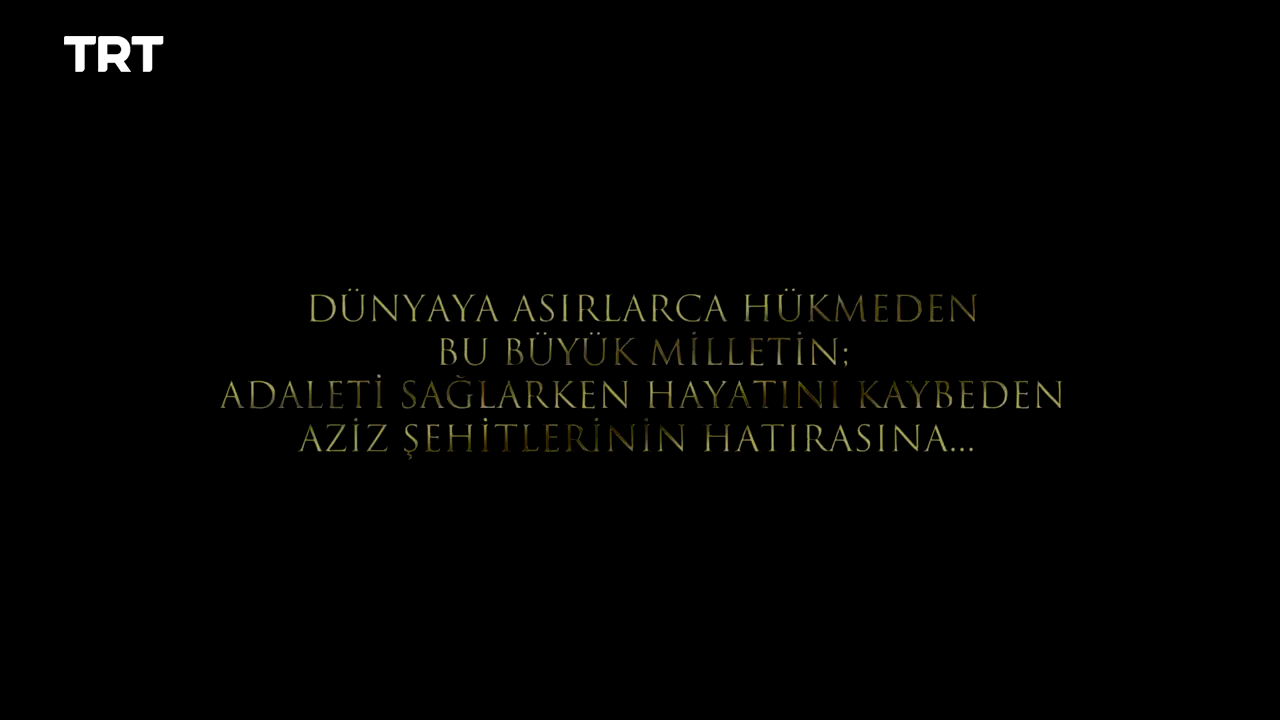 TRT
DÜNYAYA ASIRLARCA HÜKMEDEN
BU BÜYÜK MİLLETİN;
ADALETİ SAĞLARKEN HAYATINI KAYBEDEN
AZİZ ŞEHİTLERİNİN HATIRASINA...